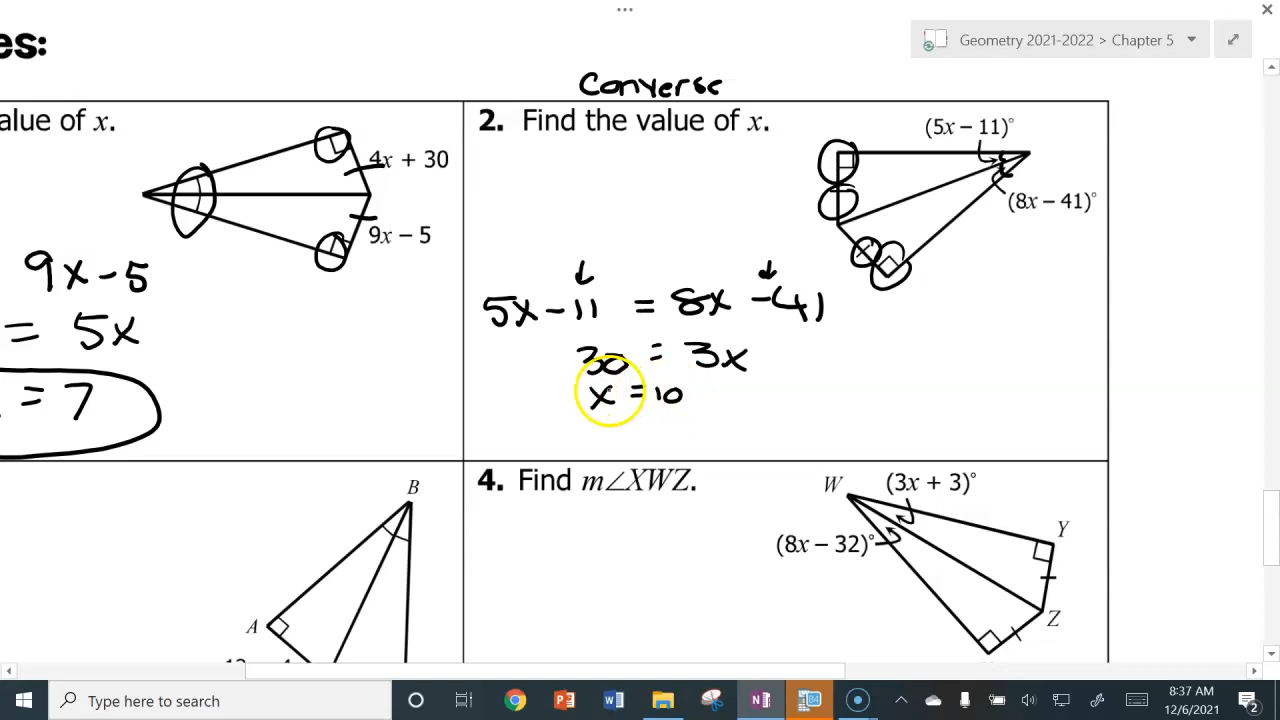 Geometry 2021-2022 > Chapter 5
es:
Converse
alue of x.
4x + 30
9x − 5
9x-5
= 5x
= 7
2. Find the value of x.
(5x − 11)°
(8x − 41)°
5x-11 = 8x -41
30 = 3x
x = 10
B
A
4. Find m∠XWZ.
W
(3x + 3)°
(8x − 32)°
Y
Z
Type here to search
8:37 AM
12/6/2021
2